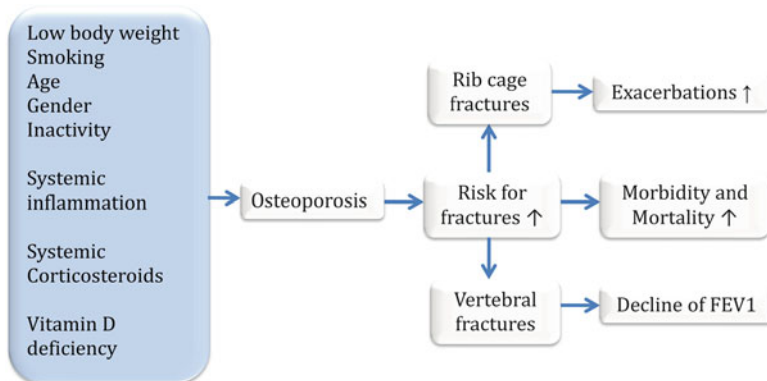 Low body weight
Smoking
Age
Gender
Inactivity
Systemic
inflammation
Systemic
Corticosteroids
Vitamin D
deficiency
Osteoporosis
Rib cage
fractures
Exacerbations ↑
Risk for
fractures ↑
Morbidity and
Mortality ↑
Vertebral
fractures
Decline of FEV1